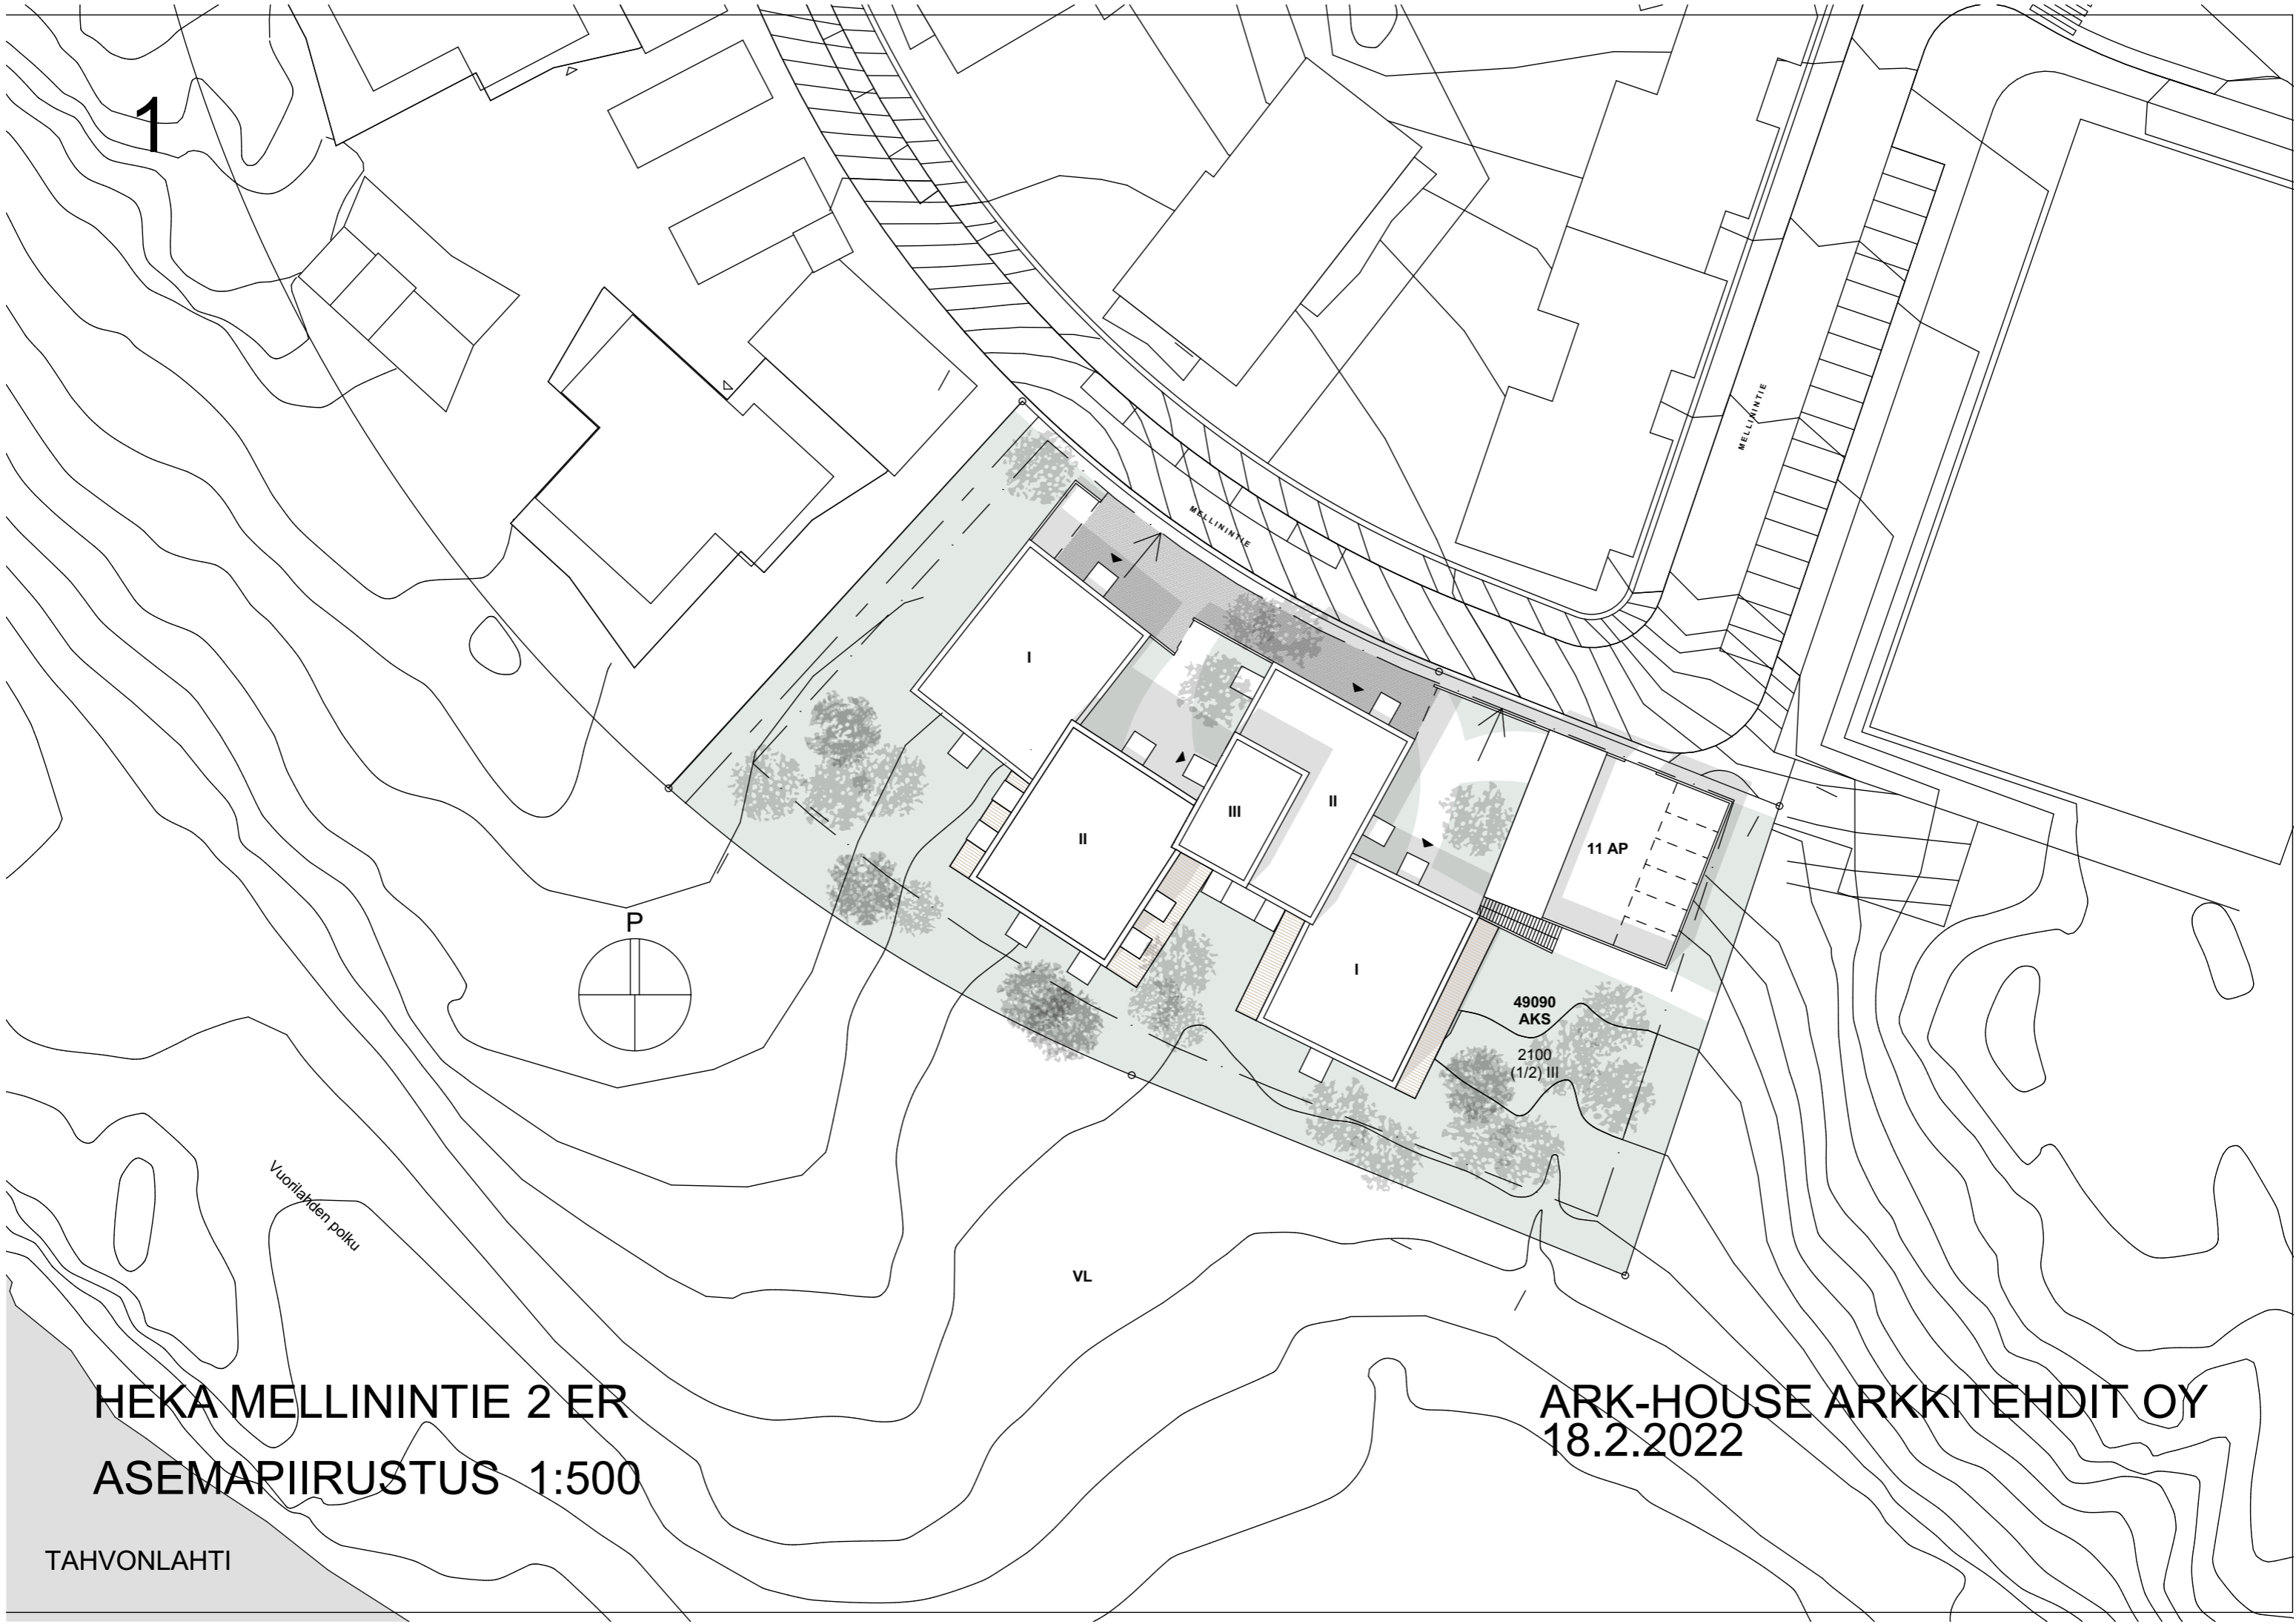 1
MELLININTIE
MELLININTIE
I
II
III
II
11 AP
I
P
49090
AKS
2100
(1/2) III
Vuorilahden polku
VL
HEKA MELLININTIE 2 ER
ASEMAPIIRUSTUS 1:500
ARK-HOUSE ARKKITEHDIT OY
18.2.2022
TAHVONLAHTI